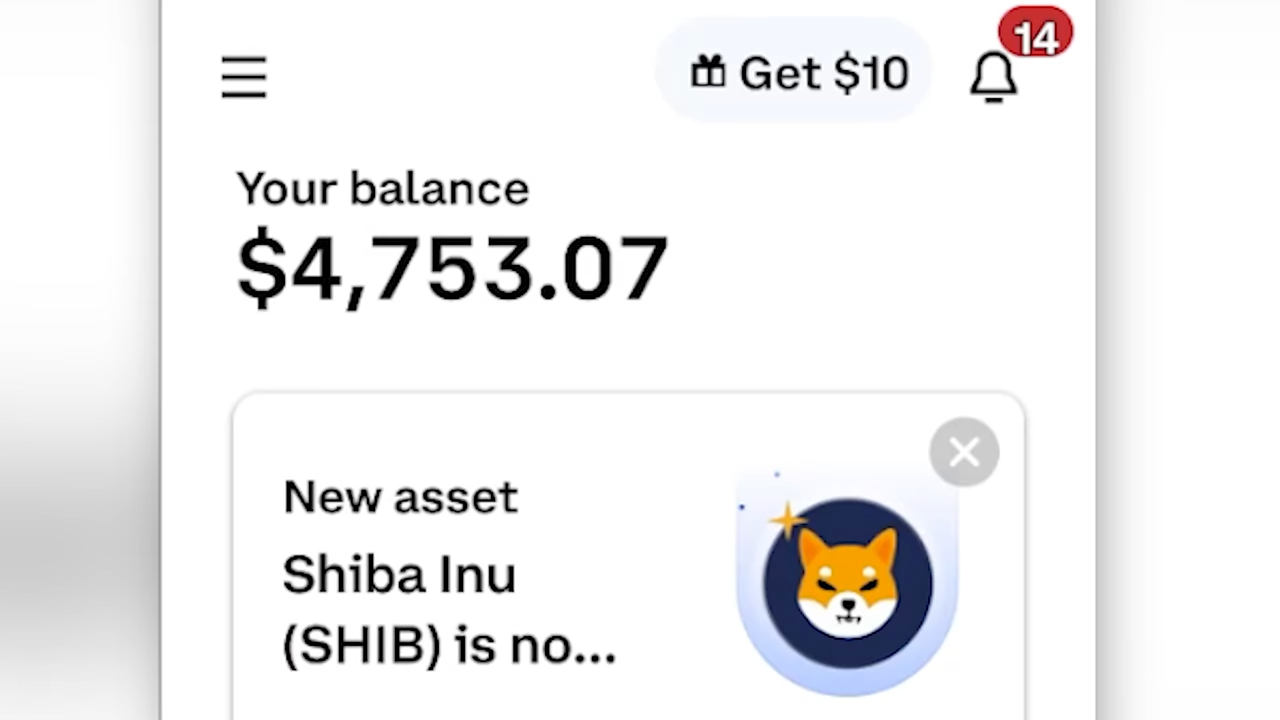 Get $10
14
Your balance
$4,753.07
New asset
Shiba Inu
(SHIB) is no...